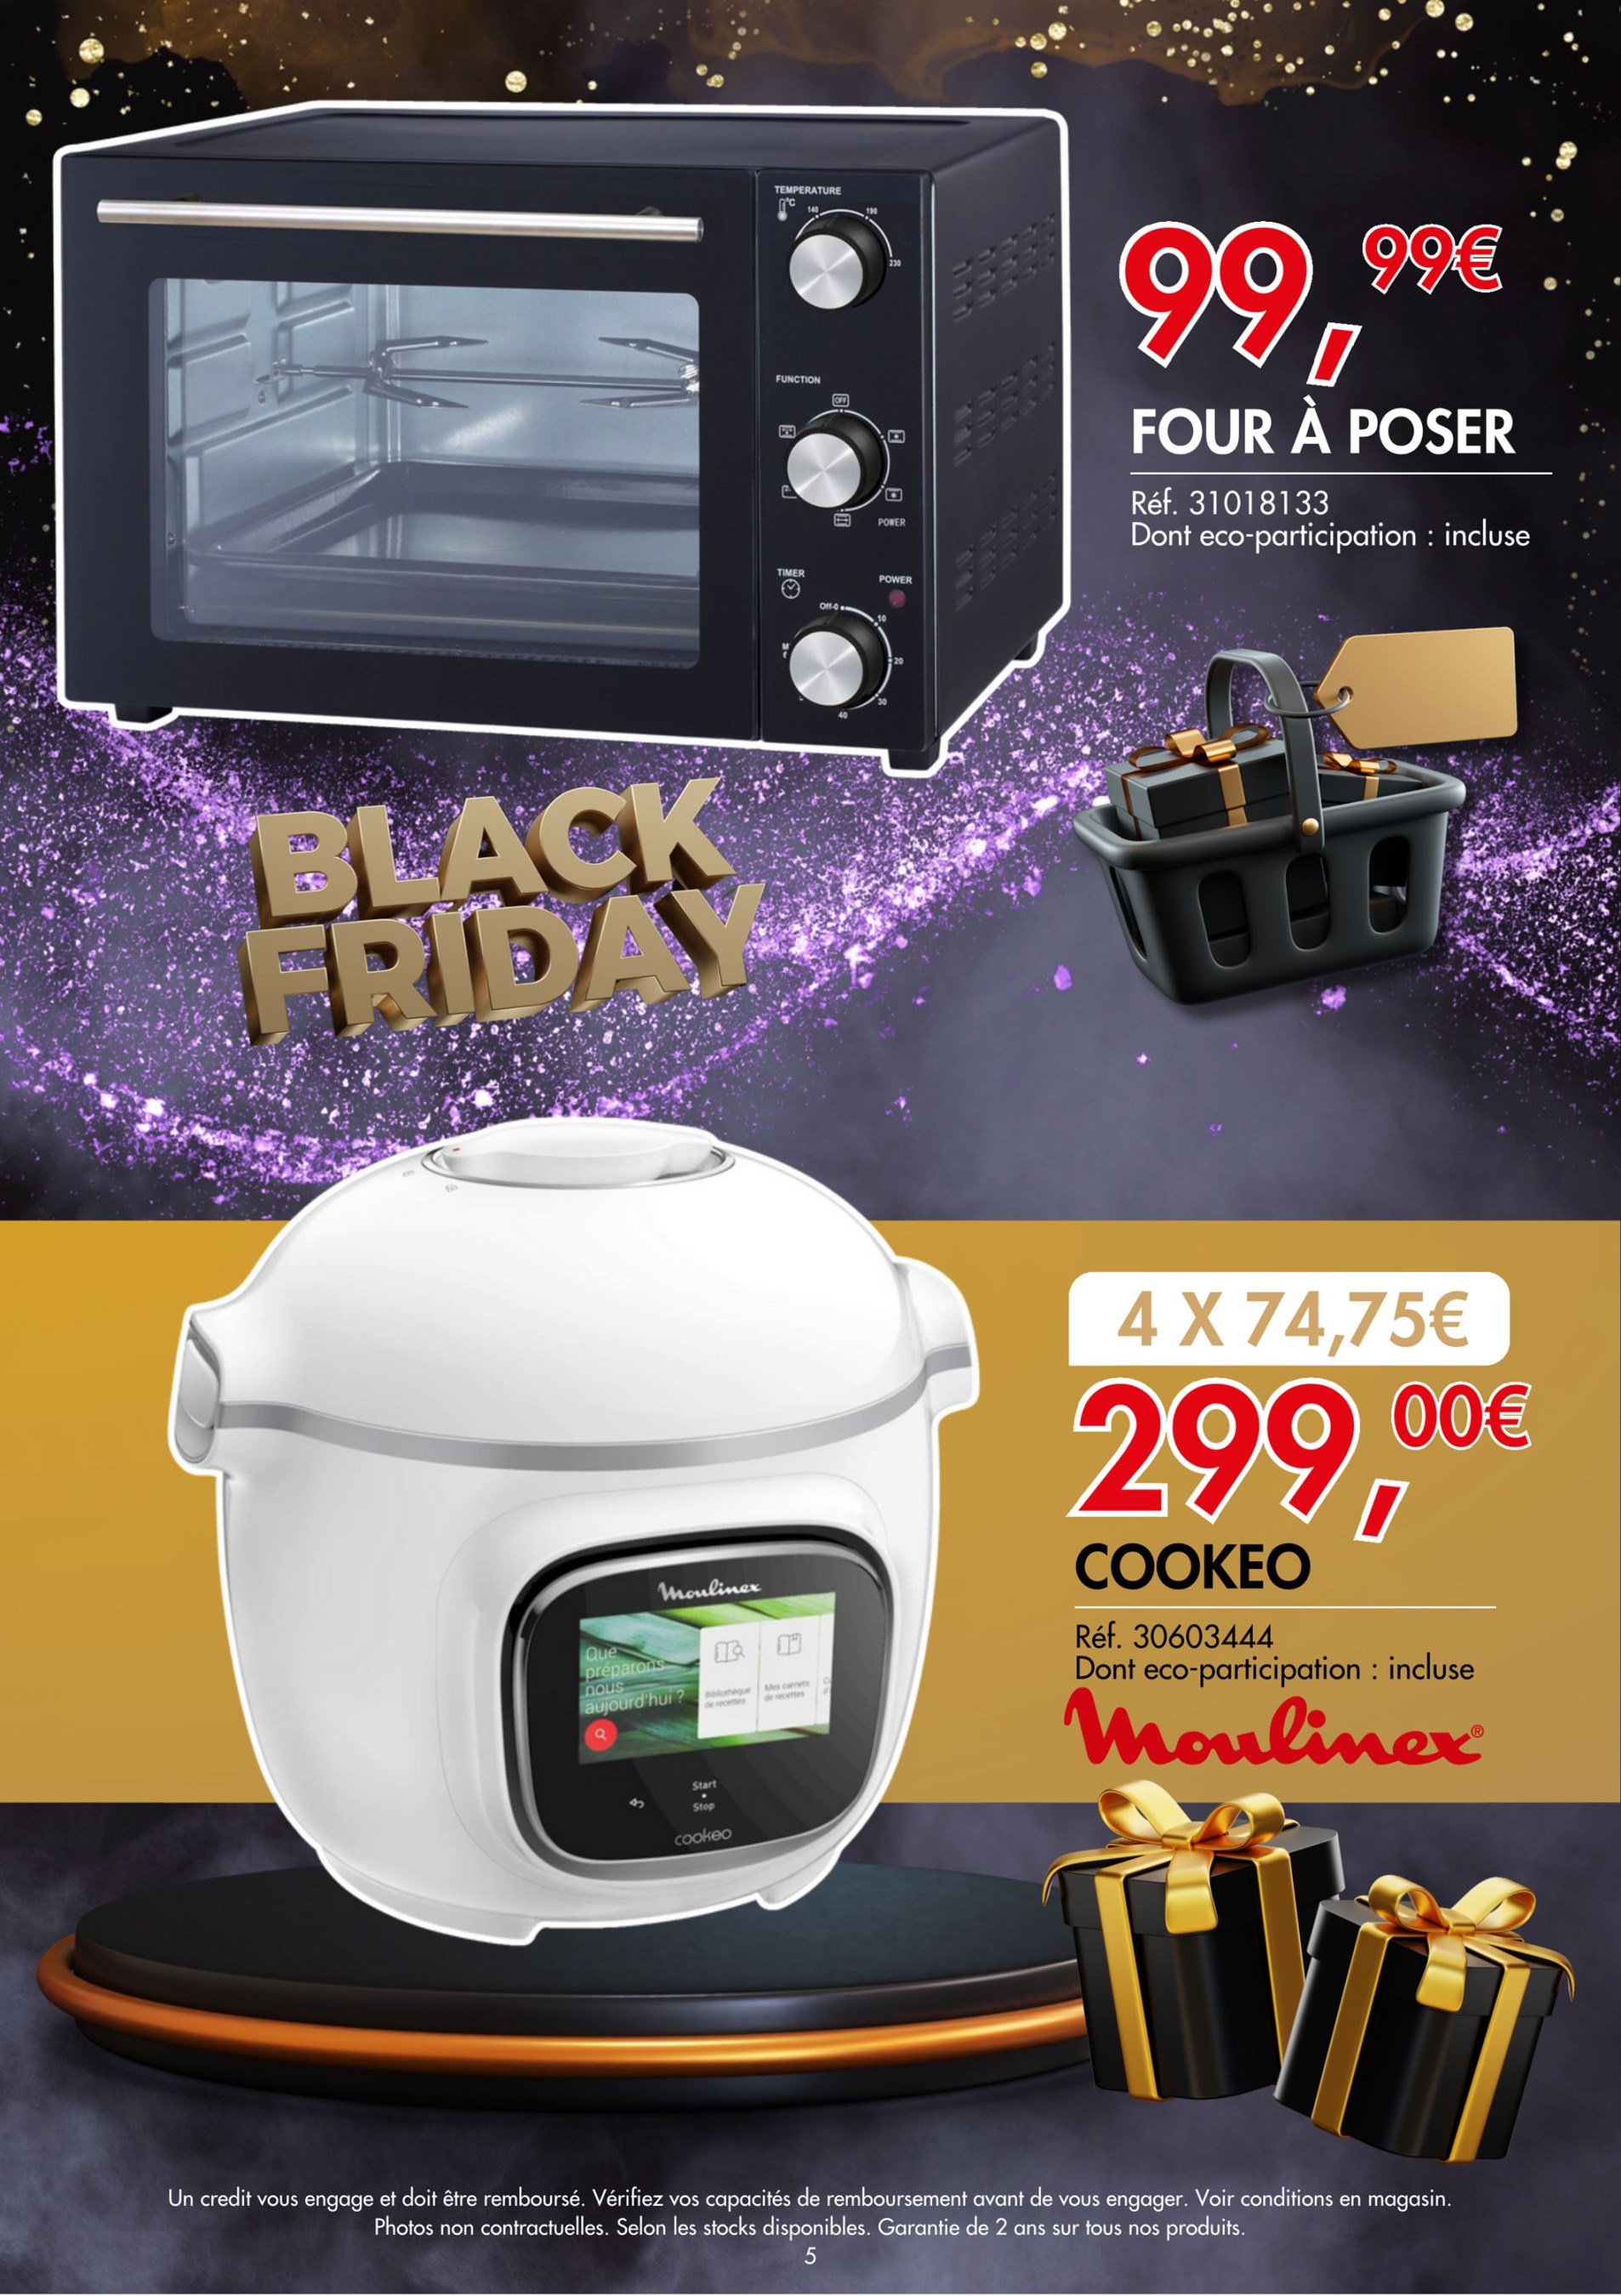 TEMPERATURE
°C
140
190
230
99,99€
FOUR À POSER
Réf. 31018133
Dont eco-participation : incluse
FUNCTION
OFF
POWER
TIMER
POWER
Off-0
10
20
30
40
BLACK
FRIDAY
4 X 74,75€
299,00€
COOKEO
Réf. 30603444
Dont eco-participation : incluse
Moulinex®
Moulinex
Que
préparons-
nous
aujourd'hui ?
Bibliothèque
de recettes
Mes carnets
de recettes
Start
Stop
cookeo
Un credit vous engage et doit être remboursé. Vérifiez vos capacités de remboursement avant de vous engager. Voir conditions en magasin.
Photos non contractuelles. Selon les stocks disponibles. Garantie de 2 ans sur tous nos produits.
5